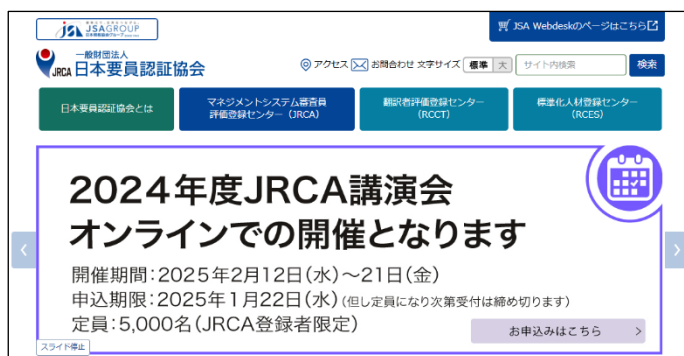 JSA JSAGROUP
JSA Webdeskのページはこちら
一般財団法人
JRCA 日本要員認証協会
アクセス お問合わせ 文字サイズ 標準 大 サイト内検索 検索
日本要員認証協会とは
マネジメントシステム審査員
評価登録センター（JRCA）
翻訳者評価登録センター
(RCCT)
標準化人材登録センター
(RCES)
2024年度JRCA講演会
オンラインでの開催となります
開催期間：2025年2月12日(水)～21日(金)
申込期限：2025年1月22日(水)(但し定員になり次第受付は締め切ります)
定員：5,000名(JRCA登録者限定)
お申込みはこちら
スライド停止